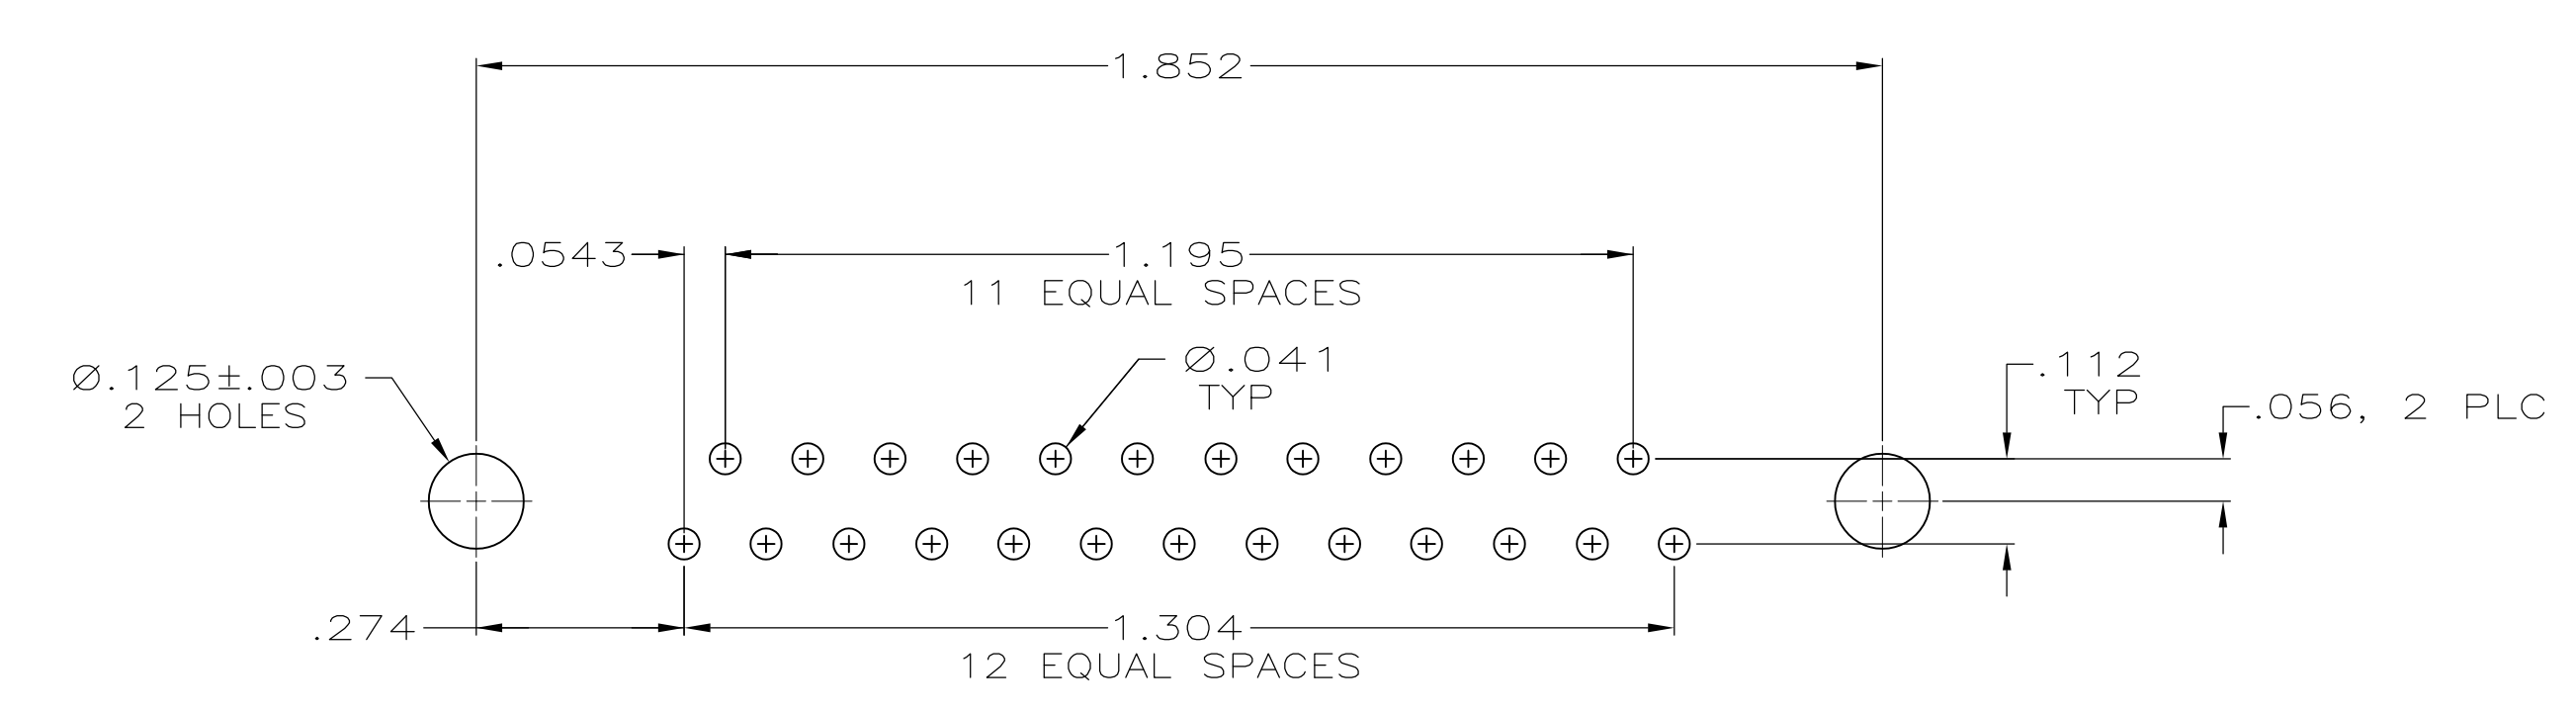 1.852
.0543
1.195
11 EQUAL SPACES
Ø.041
TYP
Ø.125±.003
2 HOLES
.112
TYP
.056, 2 PLC
.274
1.304
12 EQUAL SPACES